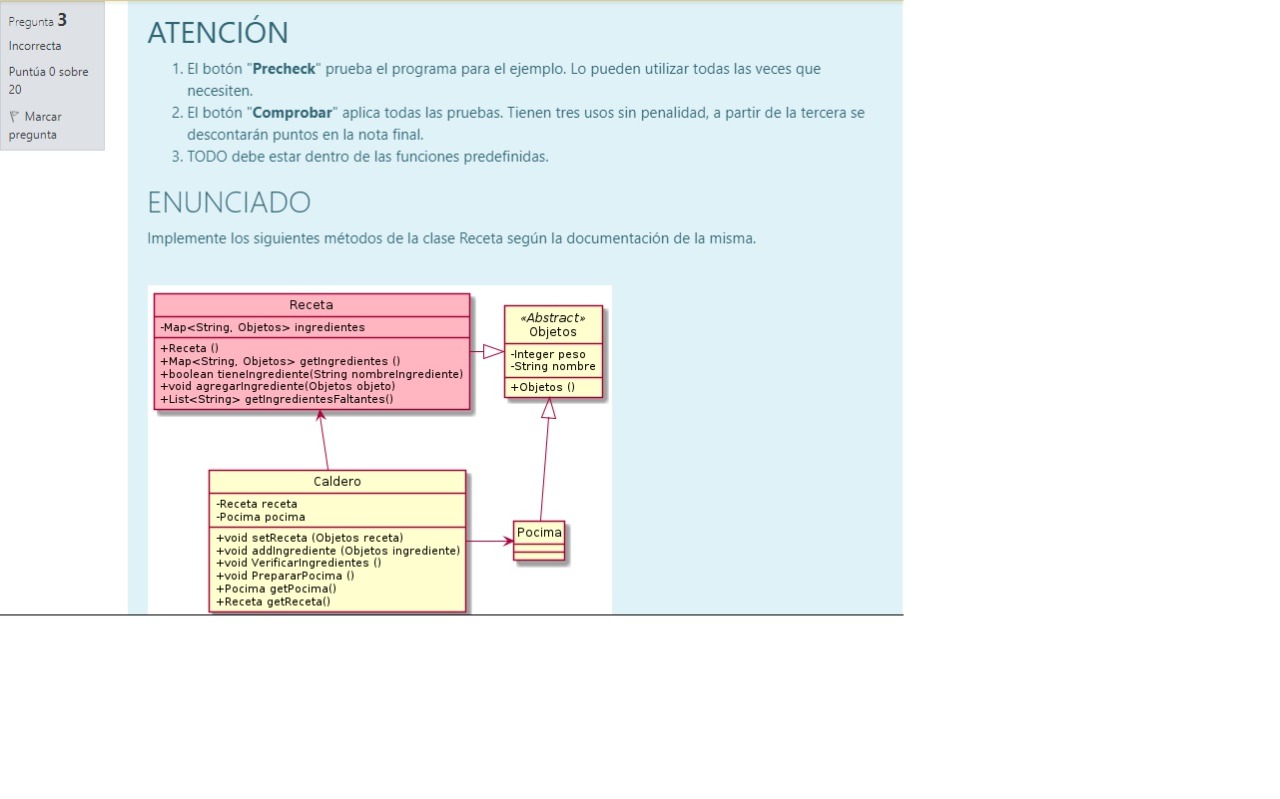 Pregunta 3
Incorrecta
Puntúa 0 sobre
20
Marcar
pregunta
ATENCIÓN
1. El botón "Precheck" prueba el programa para el ejemplo. Lo pueden utilizar todas las veces que
necesiten.
2. El botón "Comprobar" aplica todas las pruebas. Tienen tres usos sin penalidad, a partir de la tercera se
descontarán puntos en la nota final.
3. TODO debe estar dentro de las funciones predefinidas.
ENUNCIADO
Implemente los siguientes métodos de la clase Receta según la documentación de la misma.
Receta
-Map<String, Objetos> ingredientes
+Receta ()
+Map<String, Objetos> getIngredientes ()
+boolean tieneIngrediente(String nombreIngrediente)
+void agregarIngrediente(Objetos objeto)
+List<String> getIngredientesFaltantes()
«Abstract»
Objetos
-Integer peso
-String nombre
+Objetos ()
Caldero
-Receta receta
-Pocima pocima
+void setReceta (Objetos receta)
+void addIngrediente (Objetos ingrediente)
+void VerificarIngredientes ()
+void PrepararPocima ()
+Pocima getPocima()
+Receta getReceta()
Pocima